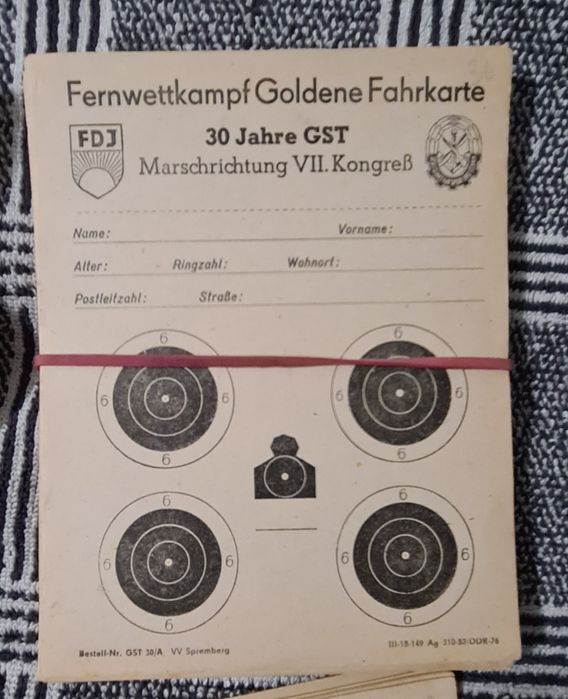 Fernwettkampf Goldene Fahrkarte
FDJ
30 Jahre GST
Marschrichtung VII. Kongreß
Name: Vorname:
Alter: Ringzahl: Wohnort:
Postleitzahl: Straße:
6 6
6 6 6 6
6 6
6 6
6 6 6 6
6 6
Bestell-Nr. GST 30/A VV Spremberg
III-18-149 Ag 310-82-DDR-76